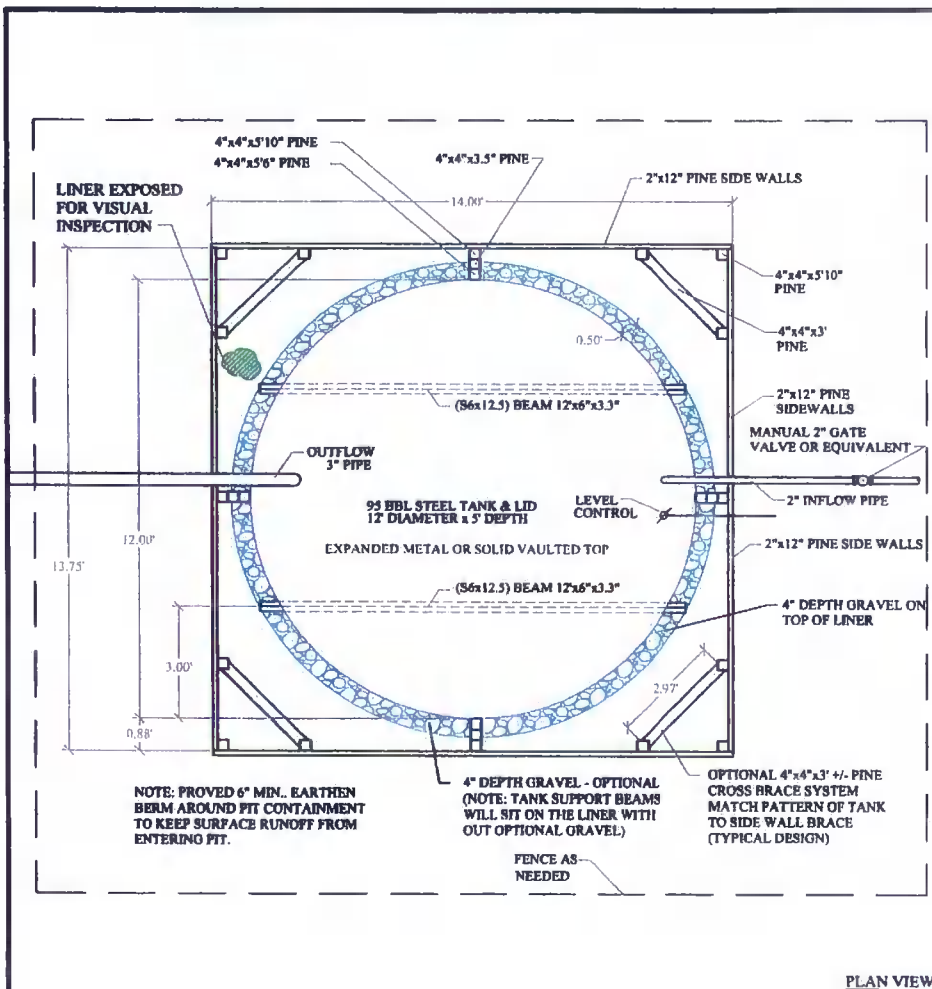 4"x4"x5'10" PINE
4"x4"x5'6" PINE
4"x4"x3.5" PINE
2"x12" PINE SIDE WALLS
LINER EXPOSED
FOR VISUAL
INSPECTION
14.00'
4"x4"x5'10"
PINE
4"x4"x3'
PINE
0.50'
(S6x12.5) BEAM 12'x6"x3.3"
2"x12" PINE
SIDEWALLS
MANUAL 2" GATE
VALVE OR EQUIVALENT
OUTFLOW
3" PIPE
2" INFLOW PIPE
95 BBL STEEL TANK & LID
12' DIAMETER x 5' DEPTH
LEVEL
CONTROL
EXPANDED METAL OR SOLID VAULTED TOP
2"x12" PINE SIDE WALLS
12.00'
13.75'
(S6x12.5) BEAM 12'x6"x3.3"
4" DEPTH GRAVEL ON
TOP OF LINER
3.00'
2.97'
0.88'
NOTE: PROVED 6" MIN.. EARTHEN
BERM AROUND PIT CONTAINMENT
TO KEEP SURFACE RUNOFF FROM
ENTERING PIT.
4" DEPTH GRAVEL - OPTIONAL
(NOTE: TANK SUPPORT BEAMS
WILL SIT ON THE LINER WITH
OUT OPTIONAL GRAVEL)
OPTIONAL 4"x4"x3' +/- PINE
CROSS BRACE SYSTEM
MATCH PATTERN OF TANK
TO SIDE WALL BRACE
(TYPICAL DESIGN)
FENCE AS
NEEDED
PLAN VIEW